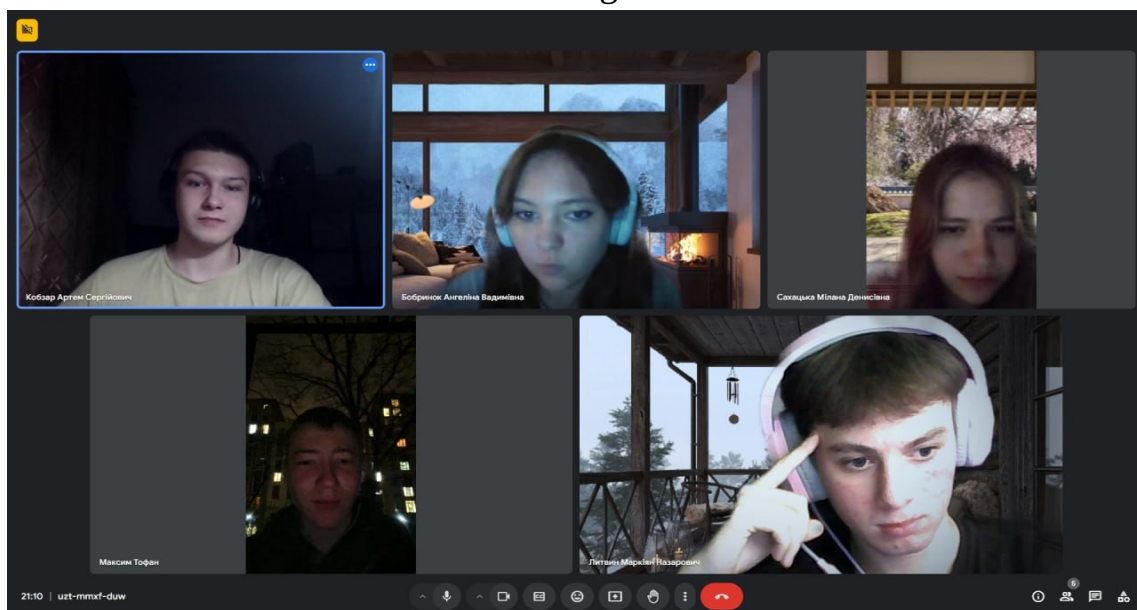 Кобзар Артем Сергійович
Бобринок Ангеліна Вадимівна
Сахацька Мілана Денисівна
Максим Тофан
Литвин Маркіян Назарович
21:10 | uzt-mmxf-duw
5